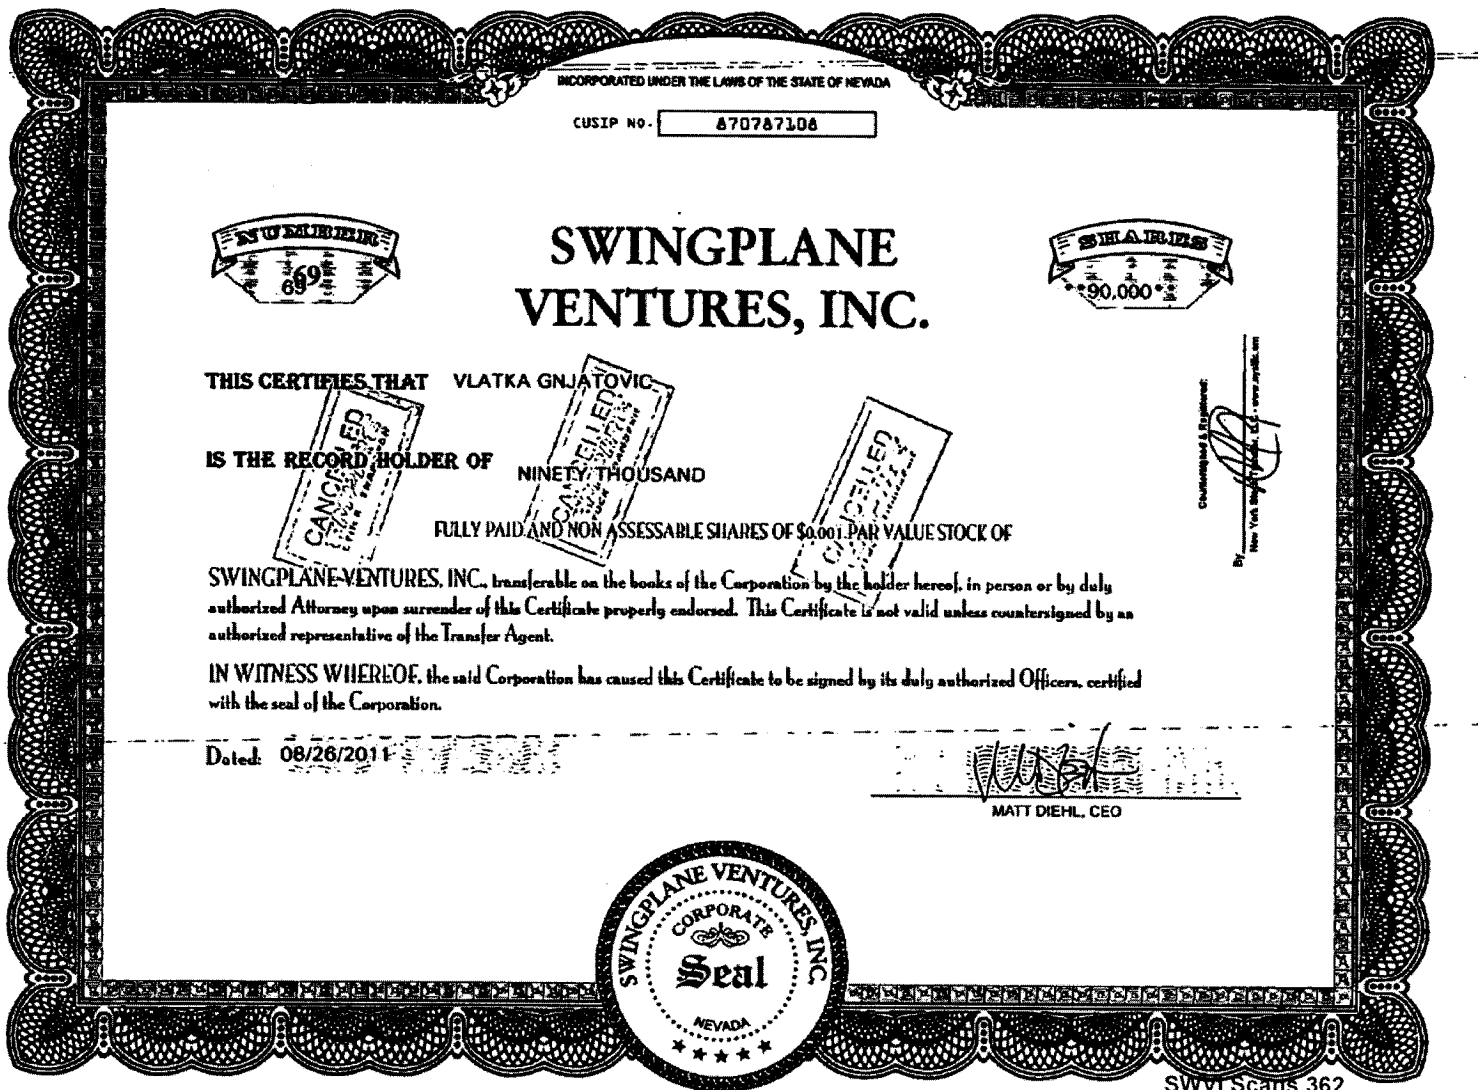 INCORPORATED UNDER THE LAWS OF THE STATE OF NEVADA
CUSIP NO. 870787108
NUMBER
69
69
SWINGPLANE
VENTURES, INC.
SHARES
**90,000**
THIS CERTIFIES THAT VLATKA GNJATOVIC
IS THE RECORD HOLDER OF NINETY THOUSAND
CANCELLED
CANCELLED
CANCELLED
FULLY PAID AND NON ASSESSABLE SHARES OF $0.001 PAR VALUE STOCK OF
SWINGPLANE VENTURES, INC., transferable on the books of the Corporation by the holder hereof, in person or by duly
authorized Attorney upon surrender of this Certificate properly endorsed. This Certificate is not valid unless countersigned by an
authorized representative of the Transfer Agent.
IN WITNESS WHEREOF, the said Corporation has caused this Certificate to be signed by its duly authorized Officers, certified
with the seal of the Corporation.
Dated: 08/26/2011
MATT DIEHL, CEO
Countersigned & Registered:
By
New York
SWINGPLANE VENTURES, INC.
CORPORATE
Seal
NEVADA
SWVI Scans 362